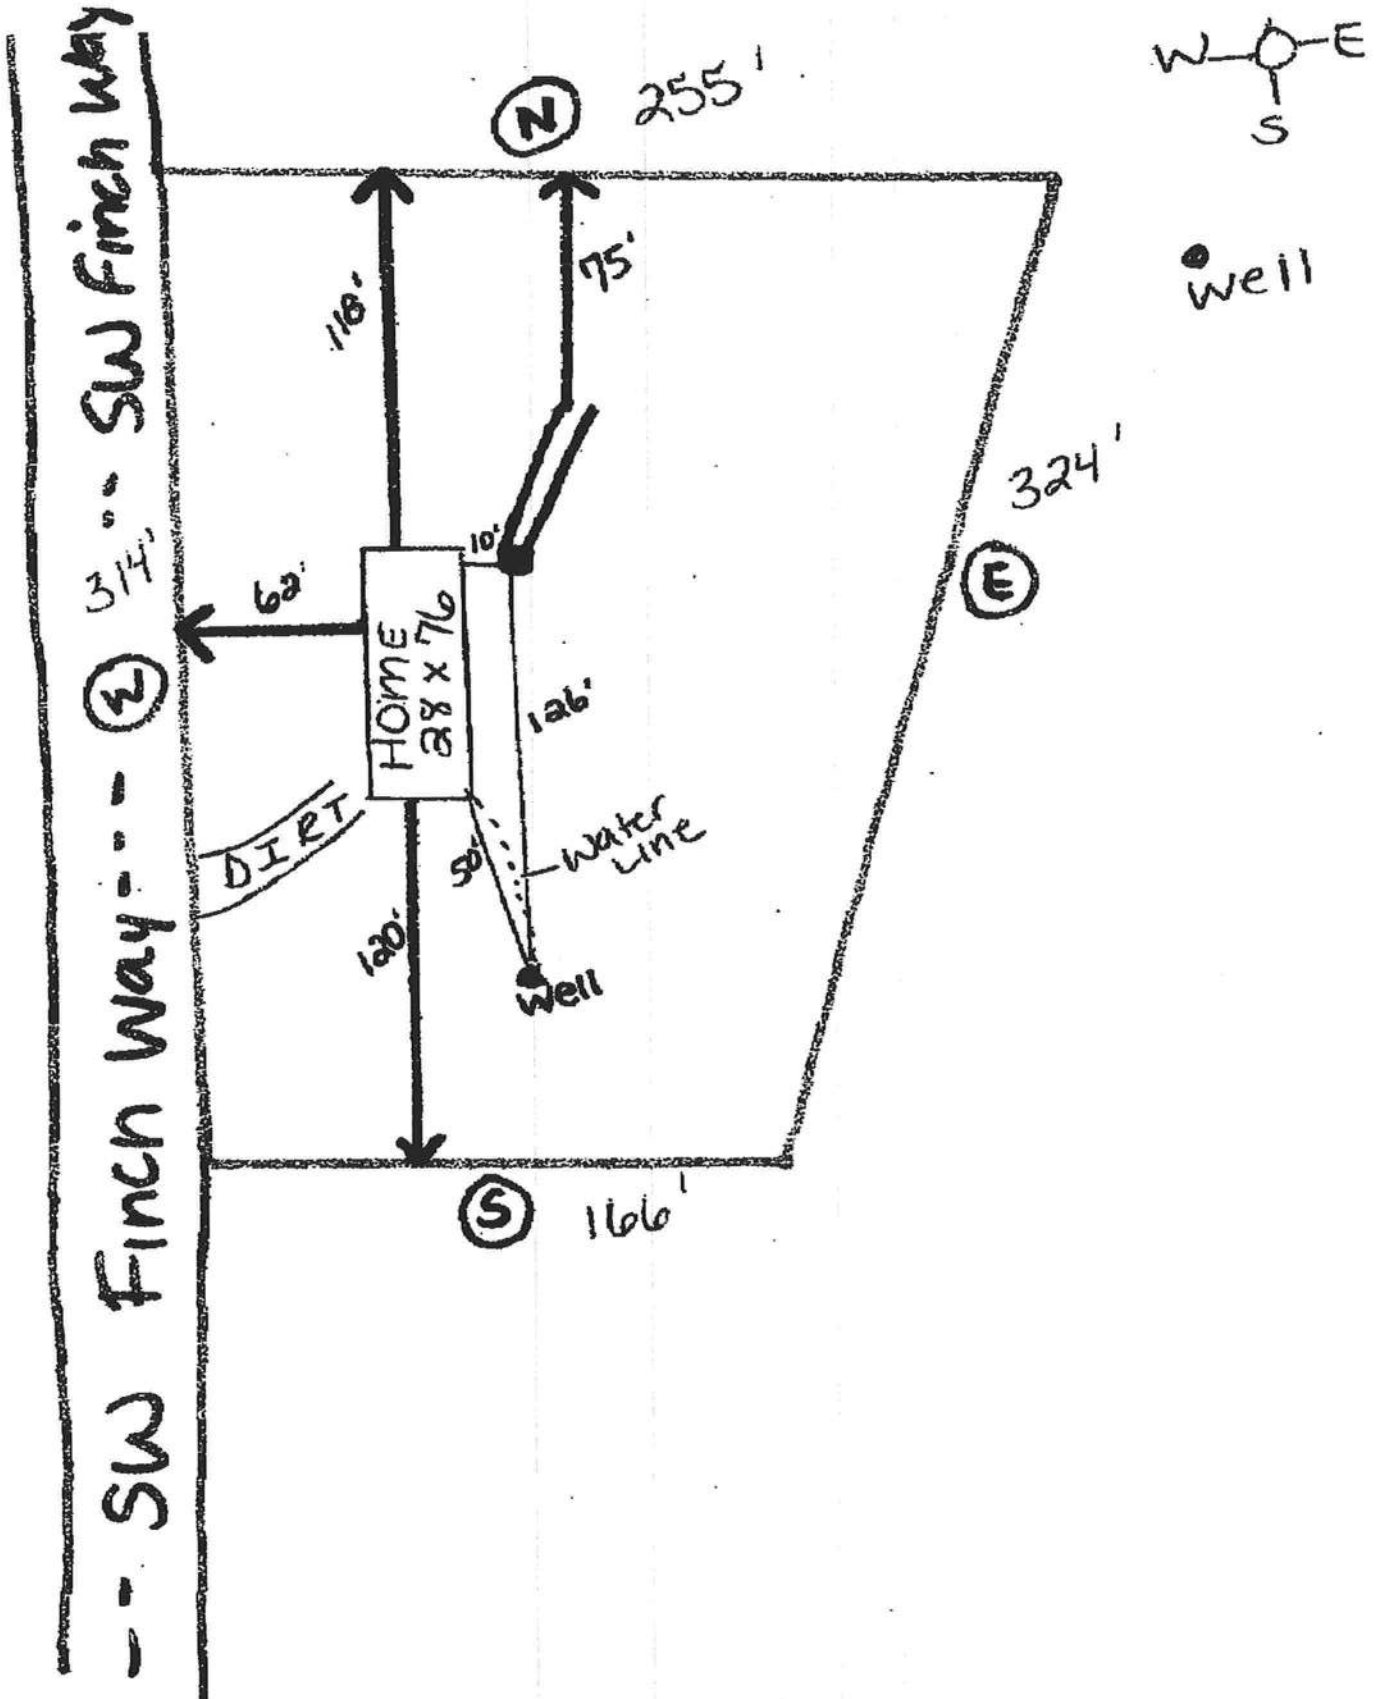 W E
S
N 255'
well
SW Finch Way -- 314' W --- SW Finch Way --
118'
75'
324'
E
10'
62'
HOME
28 x 76
126'
DIRT
50'
Water
Line
120'
Well
S 166'